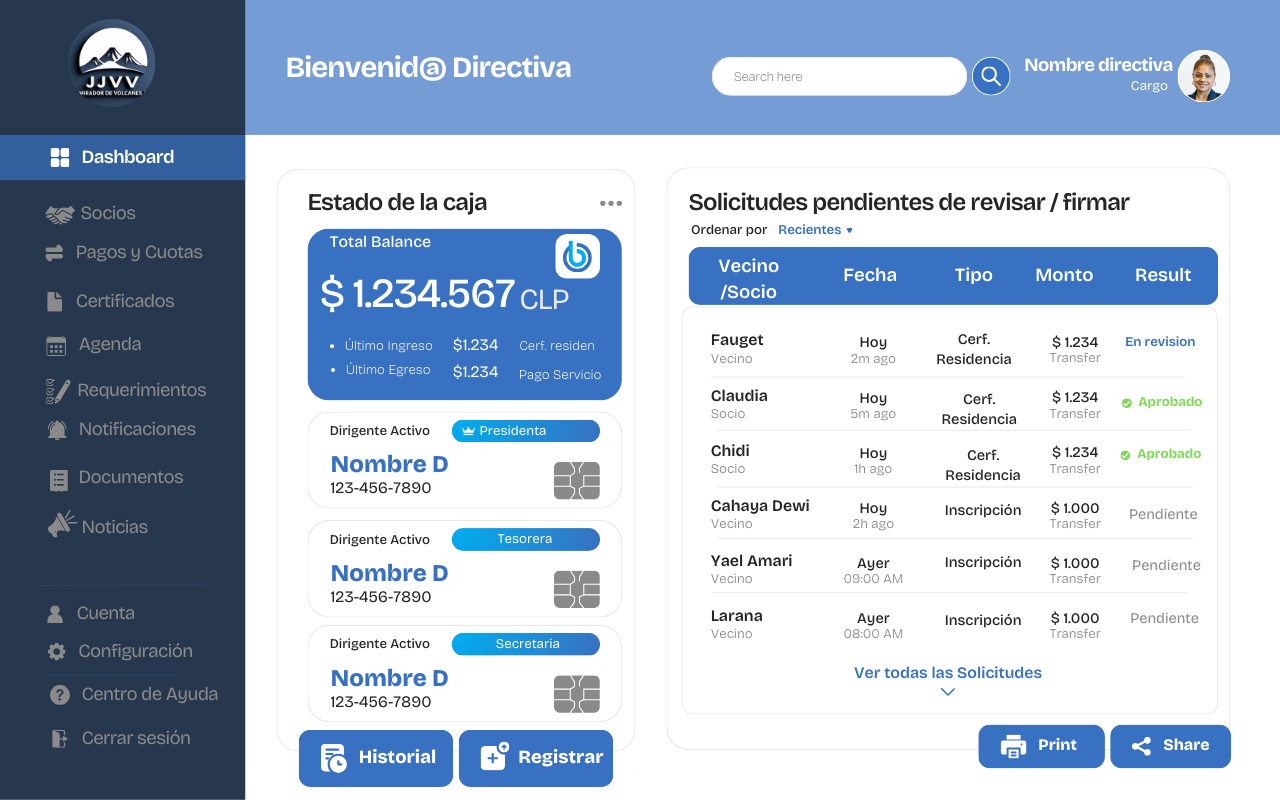 JJVV
MIRADOR DE VOLCANES
Dashboard
Socios
Pagos y Cuotas
Certificados
Agenda
Requerimientos
Notificaciones
Documentos
Noticias
Cuenta
Configuración
Centro de Ayuda
Cerrar sesión
Bienvenid@ Directiva
Search here
Nombre directiva
Cargo
Estado de la caja
Total Balance
$ 1.234.567 CLP
• Último Ingreso $1.234 Cerf. residen
• Último Egreso $1.234 Pago Servicio
Dirigente Activo Presidenta
Nombre D
123-456-7890
Dirigente Activo Tesorera
Nombre D
123-456-7890
Dirigente Activo Secretaria
Nombre D
123-456-7890
Historial
Registrar
Solicitudes pendientes de revisar / firmar
Ordenar por Recientes
Vecino
/Socio
Fecha
Tipo
Monto
Result
Fauget Hoy Cerf. $ 1.234 En revision
Vecino 2m ago Residencia Transfer
Claudia Hoy Cerf. $ 1.234 Aprobado
Socio 5m ago Residencia Transfer
Chidi Hoy Cerf. $ 1.234 Aprobado
Socio 1h ago Residencia Transfer
Cahaya Dewi Hoy Inscripción $ 1.000 Pendiente
Vecino 2h ago Transfer
Yael Amari Ayer Inscripción $ 1.000 Pendiente
Vecino 09:00 AM Transfer
Larana Ayer Inscripción $ 1.000 Pendiente
Vecino 08:00 AM Transfer
Ver todas las Solicitudes
Print
Share